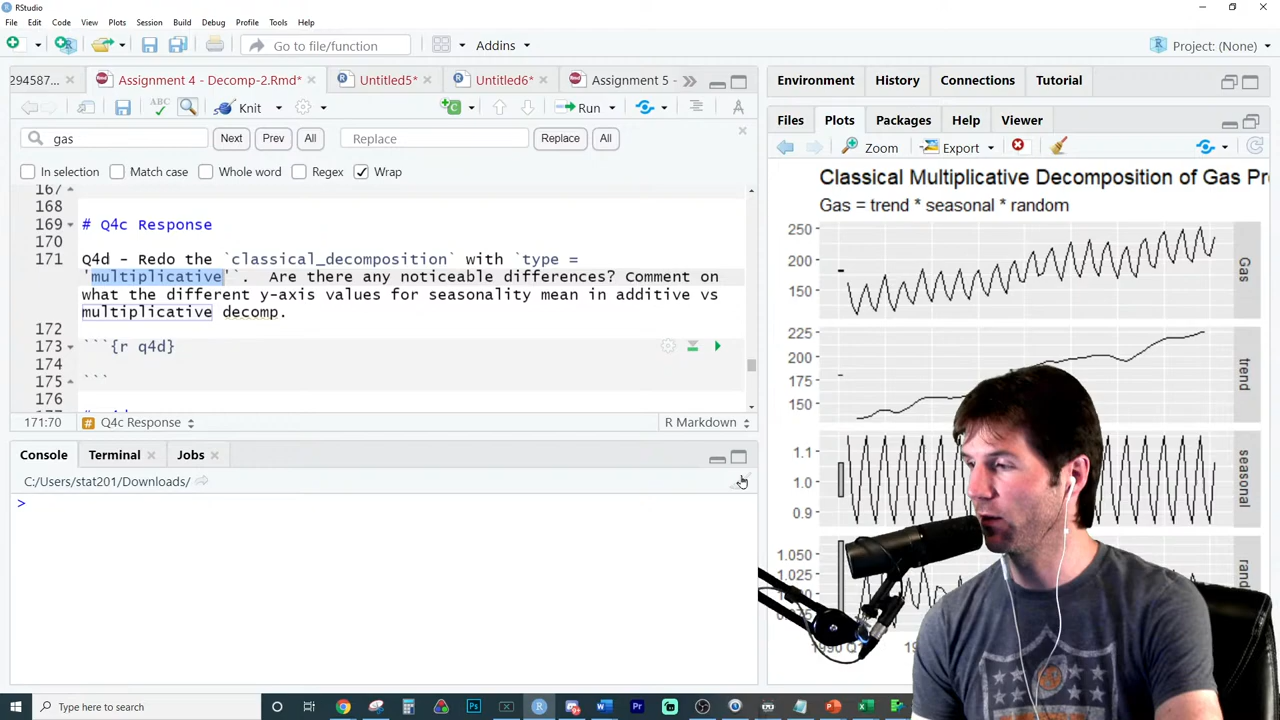 RStudio
File Edit Code View Plots Session Build Debug Profile Tools Help
Go to file/function Addins Project: (None)
294587. Assignment 4 - Decomp-2.Rmd* Untitled5* Untitled6* Assignment 5 -
Knit Run
gas Next Prev All Replace Replace All
In selection Match case Whole word Regex Wrap
167
168
169 # Q4c Response
170
171 Q4d - Redo the `classical_decomposition` with `type =
'multiplicative'`. Are there any noticeable differences? Comment on
what the different y-axis values for seasonality mean in additive vs
multiplicative decomp.
172
173 ```{r q4d}
174
175 ```
176
171:70 Q4c Response R Markdown
Console Terminal Jobs
C:/Users/stat201/Downloads/
>
Environment History Connections Tutorial
Files Plots Packages Help Viewer
Zoom Export
Classical Multiplicative Decomposition of Gas Pr
Gas = trend * seasonal * random
250
200
150
Gas
225
200
175
150
trend
1.1
1.0
0.9
seasonal
1.050
1.025
1990 Q1
Type here to search